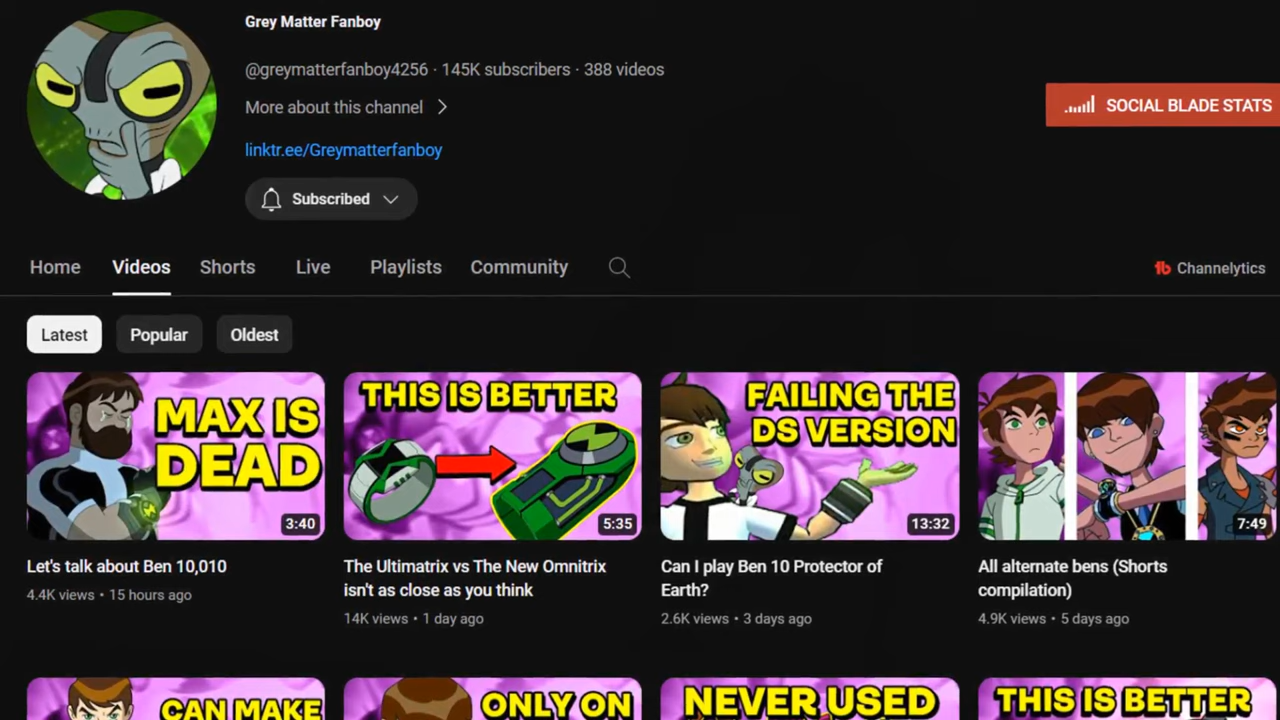 Grey Matter Fanboy
@greymatterfanboy4256 · 145K subscribers · 388 videos
More about this channel
linktr.ee/Greymatterfanboy
SOCIAL BLADE STATS
Subscribed
Home Videos Shorts Live Playlists Community
Channelytics
Latest Popular Oldest
MAX IS
DEAD
3:40
THIS IS BETTER
5:35
FAILING THE
DS VERSION
13:32
7:49
Let's talk about Ben 10,010
4.4K views • 15 hours ago
The Ultimatrix vs The New Omnitrix
isn't as close as you think
14K views • 1 day ago
Can I play Ben 10 Protector of
Earth?
2.6K views • 3 days ago
All alternate bens (Shorts
compilation)
4.9K views • 5 days ago
CAN MAKE
ONLY ON
NEVER USED
THIS IS BETTER